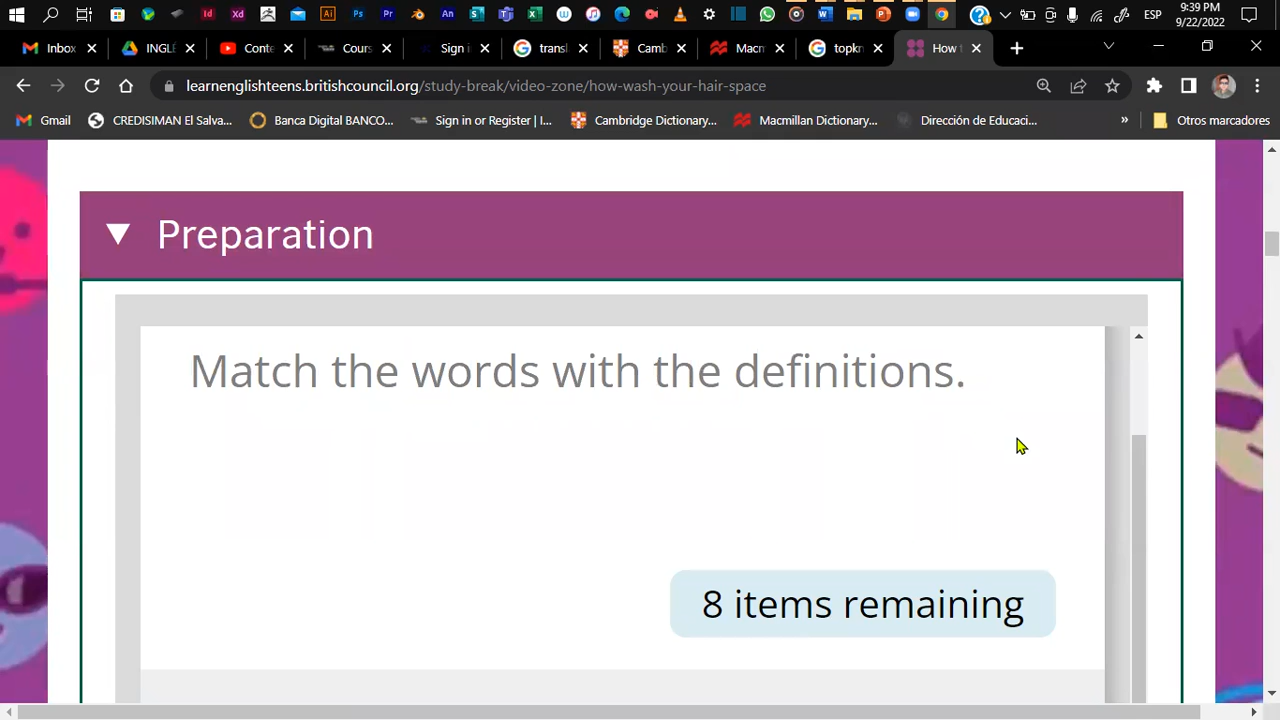 9:39 PM
ESP
9/22/2022
Inbox
INGLÉ
Conte
Cours
Sign i
transl
Camb
Macm
topkn
How t
learnenglishteens.britishcouncil.org/study-break/video-zone/how-wash-your-hair-space
Gmail
CREDISIMAN El Salva...
Banca Digital BANCO...
Sign in or Register | I...
Cambridge Dictionary...
Macmillan Dictionary...
Dirección de Educaci...
»
Otros marcadores
Preparation
Match the words with the definitions.
8 items remaining